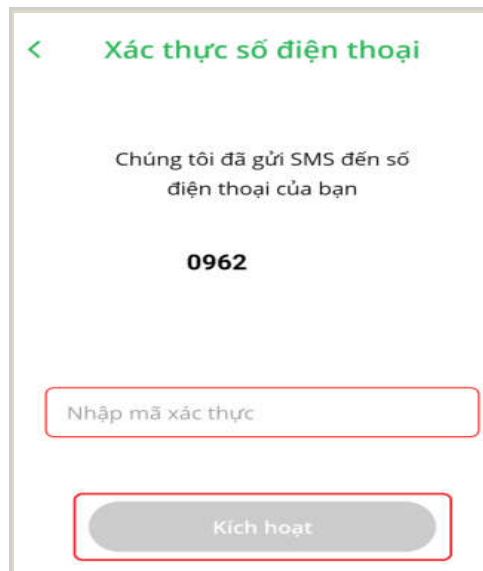 < Xác thực số điện thoại
Chúng tôi đã gửi SMS đến số
điện thoại của bạn
0962
Nhập mã xác thực
Kích hoạt